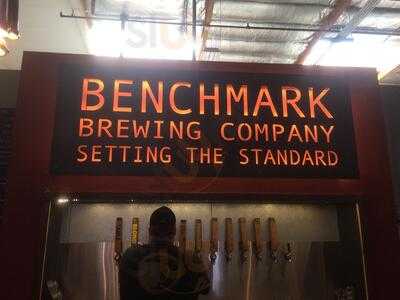 BENCHMARK
BREWING COMPANY
SETTING THE STANDARD